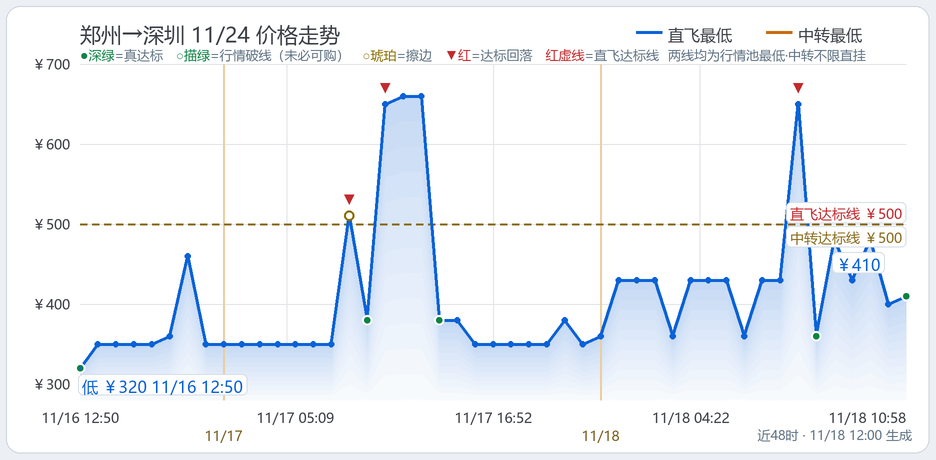 郑州→深圳 11/24 价格走势
直飞最低
中转最低
●深绿=真达标 ○描绿=行情破线（未必可购） ○琥珀=擦边 ▼红=达标回落 红虚线=直飞达标线 两线均为行情池最低·中转不限直挂
¥700
¥600
¥500
¥400
¥300
直飞达标线 ¥500
中转达标线 ¥500
¥410
低 ¥320 11/16 12:50
11/16 12:50
11/17 05:09
11/17 16:52
11/18 04:22
11/18 10:58
11/17
11/18
近48时 · 11/18 12:00 生成